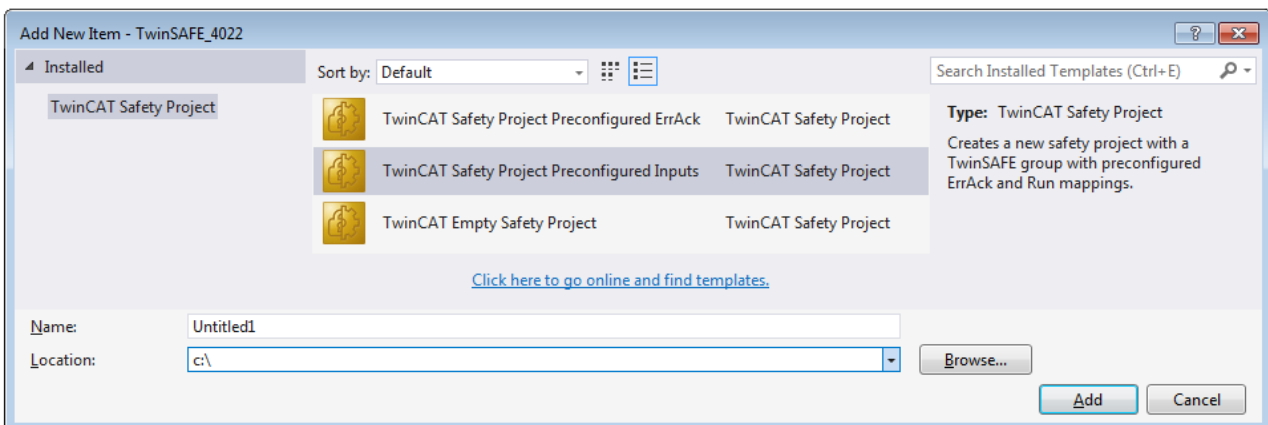 Add New Item - TwinSAFE_4022
Installed
TwinCAT Safety Project
Sort by: Default
TwinCAT Safety Project Preconfigured ErrAck TwinCAT Safety Project
TwinCAT Safety Project Preconfigured Inputs TwinCAT Safety Project
TwinCAT Empty Safety Project TwinCAT Safety Project
Click here to go online and find templates.
Search Installed Templates (Ctrl+E)
Type: TwinCAT Safety Project
Creates a new safety project with a
TwinSAFE group with preconfigured
ErrAck and Run mappings.
Name: Untitled1
Location: c:\
Browse...
Add Cancel